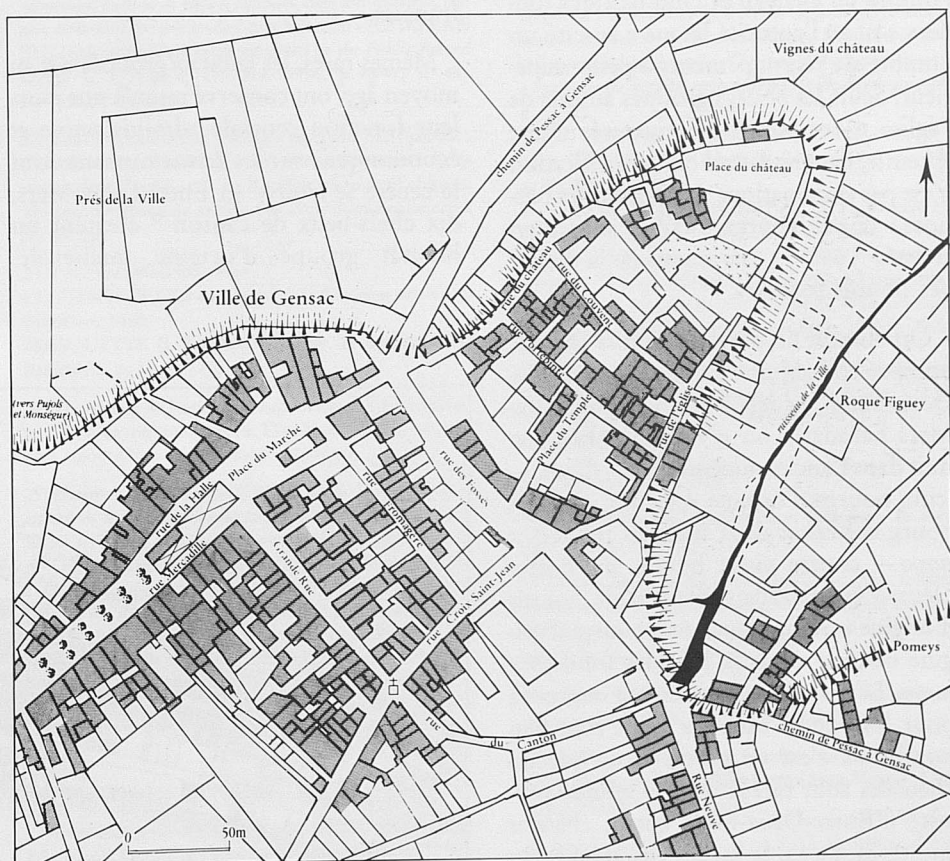 Vignes du château
chemin de Pessac à Gensac
Place du château
Prés de la Ville
Ville de Gensac
rue du château
rue du Couvent
rue Porteconte
(vers Pujols
et Monségur)
Roque Figuey
ruisseau de la Ville
rue de l'église
Place du Temple
Place du Marché
rue des Fossés
rue de la Halle
rue Fromagère
rue Mercadille
Grande Rue
rue Croix Saint-Jean
Pomeys
rue
du Canton
chemin de Pessac à Gensac
Rue Neuve
0 50m